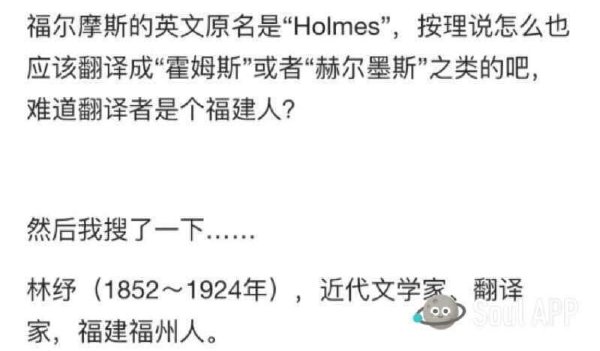 福尔摩斯的英文原名是“Holmes”，按理说怎么也
应该翻译成“霍姆斯”或者“赫尔墨斯”之类的吧，
难道翻译者是个福建人？
然后我搜了一下……
林纾（1852～1924年），近代文学家、翻译
家，福建福州人。
Soul APP